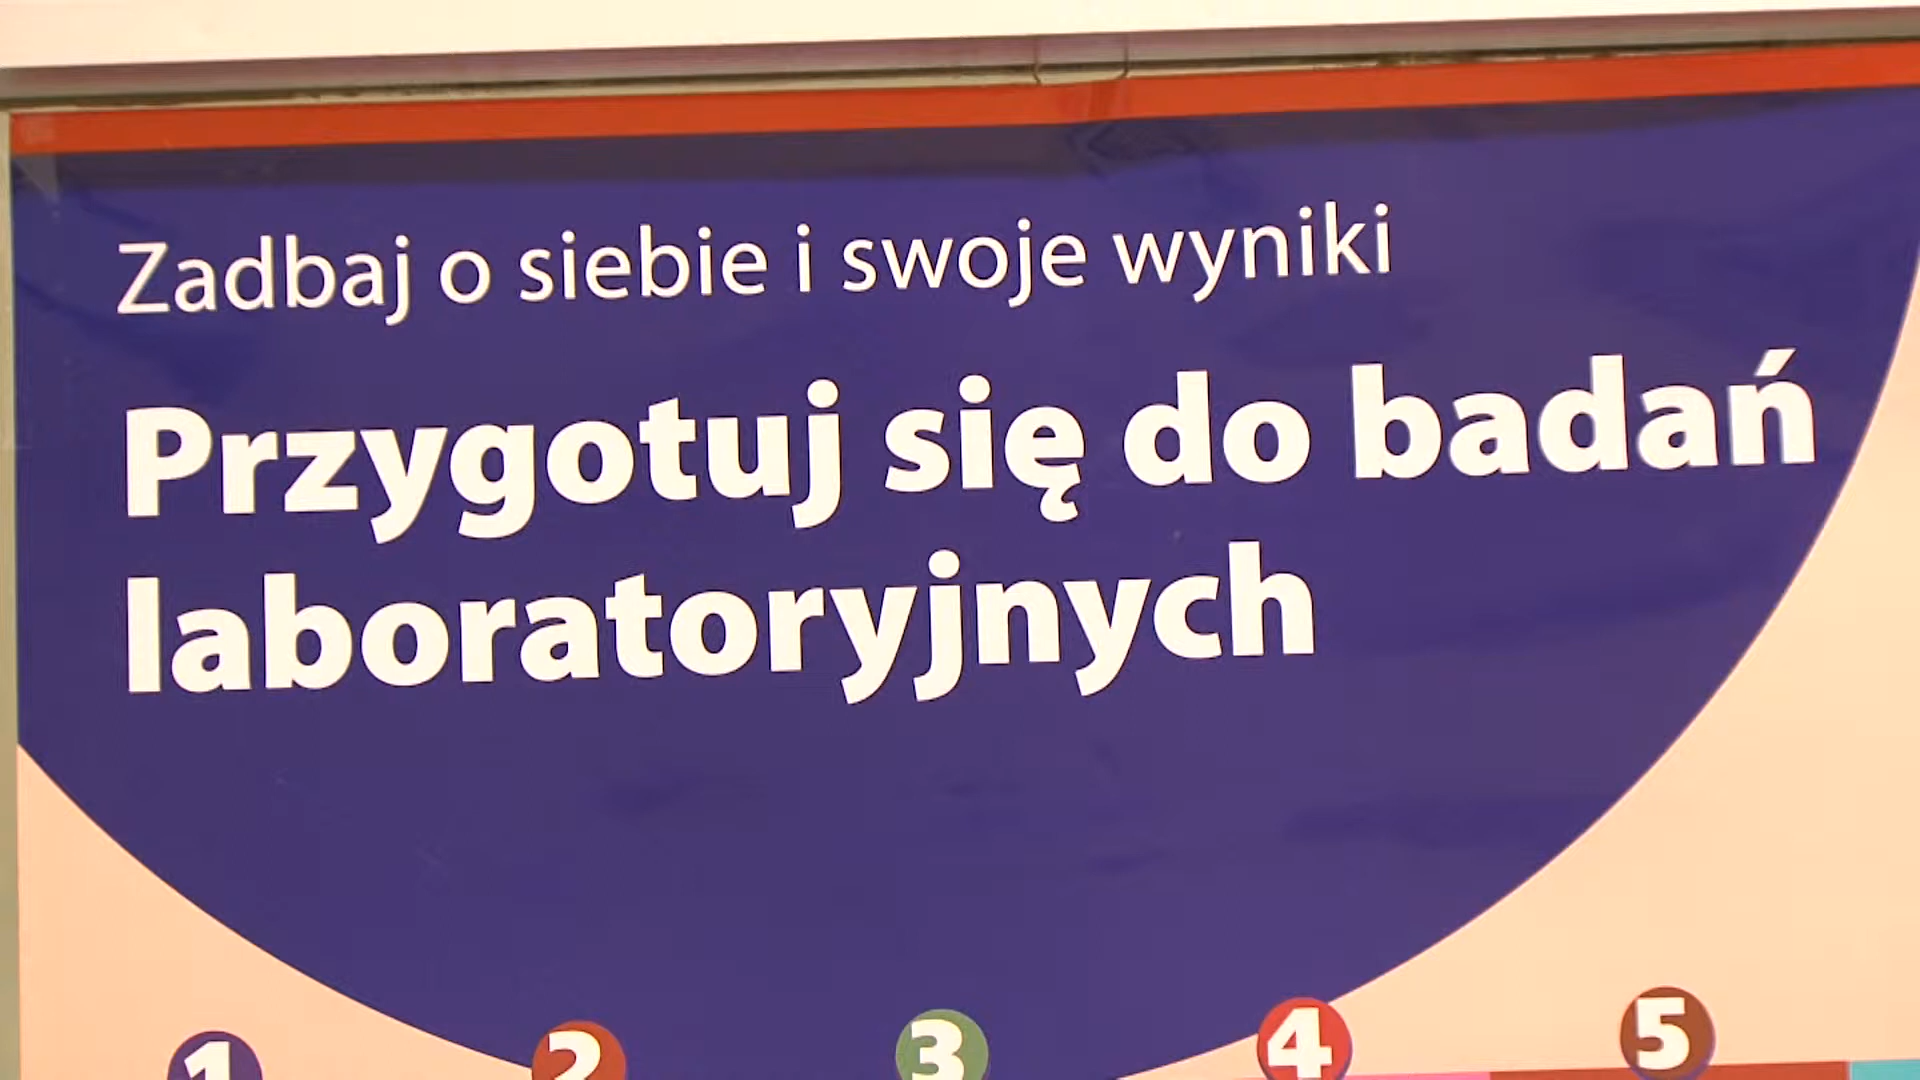 Zadbaj o siebie i swoje wyniki
Przygotuj się do badań
laboratoryjnych
1 2 3 4 5